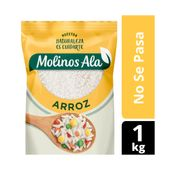 NUESTRA
NATURALEZA
ES CUIDARTE
Molinos Ala
ARROZ
No Se Pasa
1
kg